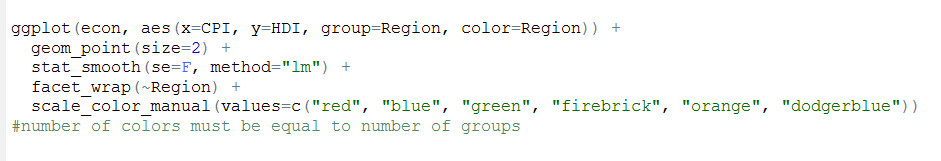 ggplot(econ, aes(x=CPI, y=HDI, group=Region, color=Region)) +
  geom_point(size=2) +
  stat_smooth(se=F, method="lm") +
  facet_wrap(~Region) +
  scale_color_manual(values=c("red", "blue", "green", "firebrick", "orange", "dodgerblue"))
#number of colors must be equal to number of groups